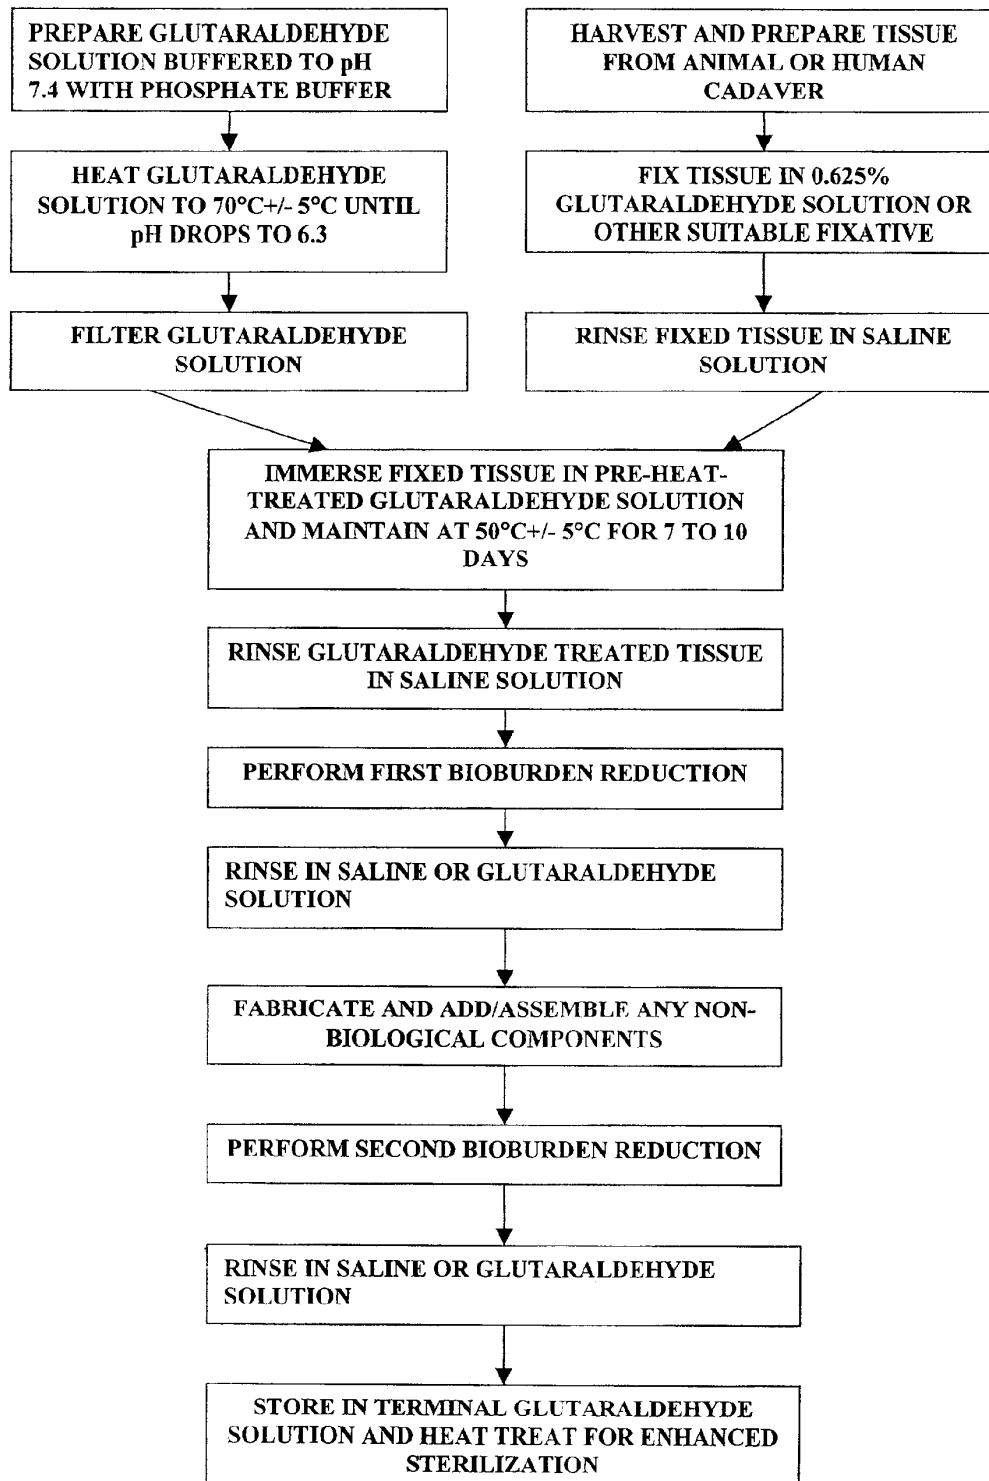 PREPARE GLUTARALDEHYDE
SOLUTION BUFFERED TO pH
7.4 WITH PHOSPHATE BUFFER
HARVEST AND PREPARE TISSUE
FROM ANIMAL OR HUMAN
CADAVER
HEAT GLUTARALDEHYDE
SOLUTION TO 70°C+/- 5°C UNTIL
pH DROPS TO 6.3
FIX TISSUE IN 0.625%
GLUTARALDEHYDE SOLUTION OR
OTHER SUITABLE FIXATIVE
FILTER GLUTARALDEHYDE
SOLUTION
RINSE FIXED TISSUE IN SALINE
SOLUTION
IMMERSE FIXED TISSUE IN PRE-HEAT-
TREATED GLUTARALDEHYDE SOLUTION
AND MAINTAIN AT 50°C+/- 5°C FOR 7 TO 10
DAYS
RINSE GLUTARALDEHYDE TREATED TISSUE
IN SALINE SOLUTION
PERFORM FIRST BIOBURDEN REDUCTION
RINSE IN SALINE OR GLUTARALDEHYDE
SOLUTION
FABRICATE AND ADD/ASSEMBLE ANY NON-
BIOLOGICAL COMPONENTS
PERFORM SECOND BIOBURDEN REDUCTION
RINSE IN SALINE OR GLUTARALDEHYDE
SOLUTION
STORE IN TERMINAL GLUTARALDEHYDE
SOLUTION AND HEAT TREAT FOR ENHANCED
STERILIZATION